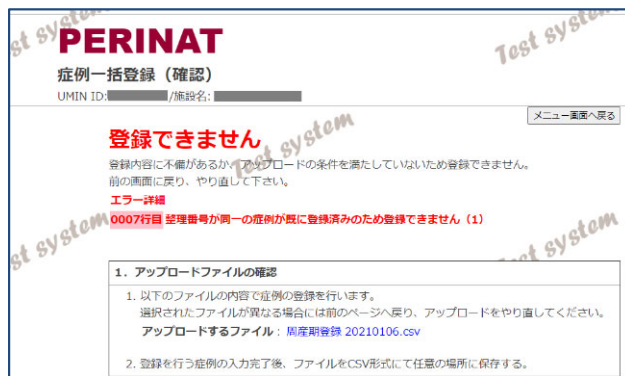 Test system
PERINAT
Test system
症例一括登録（確認）
UMIN ID: /施設名:
メニュー画面へ戻る
登録できません
Test system
登録内容に不備があるか、アップロードの条件を満たしていないため登録できません。
前の画面に戻り、やり直して下さい。
エラー詳細
0007行目 整理番号が同一の症例が既に登録済みのため登録できません（1）
Test system
Test system
1．アップロードファイルの確認
1. 以下のファイルの内容で症例の登録を行います。
選択されたファイルが異なる場合には前のページへ戻り、アップロードをやり直してください。
アップロードするファイル： 周産期登録 20210106.csv
2. 登録を行う症例の入力完了後、ファイルをCSV形式にて任意の場所に保存する。